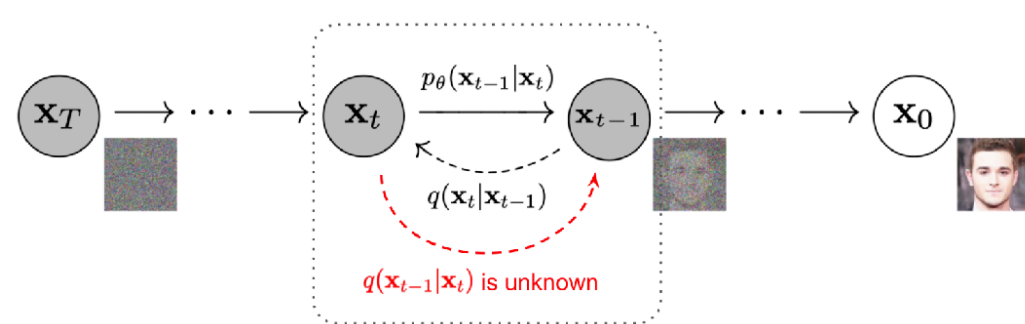 p_θ(x_{t−1}|x_t)
x_T → ··· → x_t → x_{t−1} → ··· → x_0
q(x_t|x_{t−1})
q(x_{t−1}|x_t) is unknown